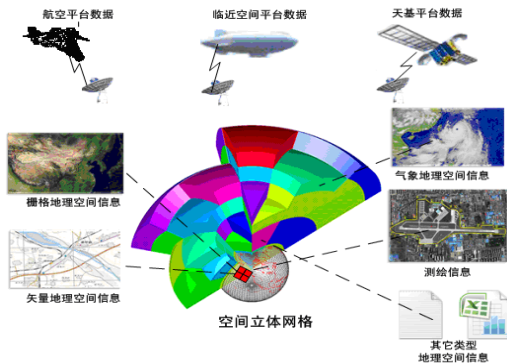 航空平台数据
临近空间平台数据
天基平台数据
栅格地理空间信息
气象地理空间信息
矢量地理空间信息
测绘信息
空间立体网格
其它类型
地理空间信息